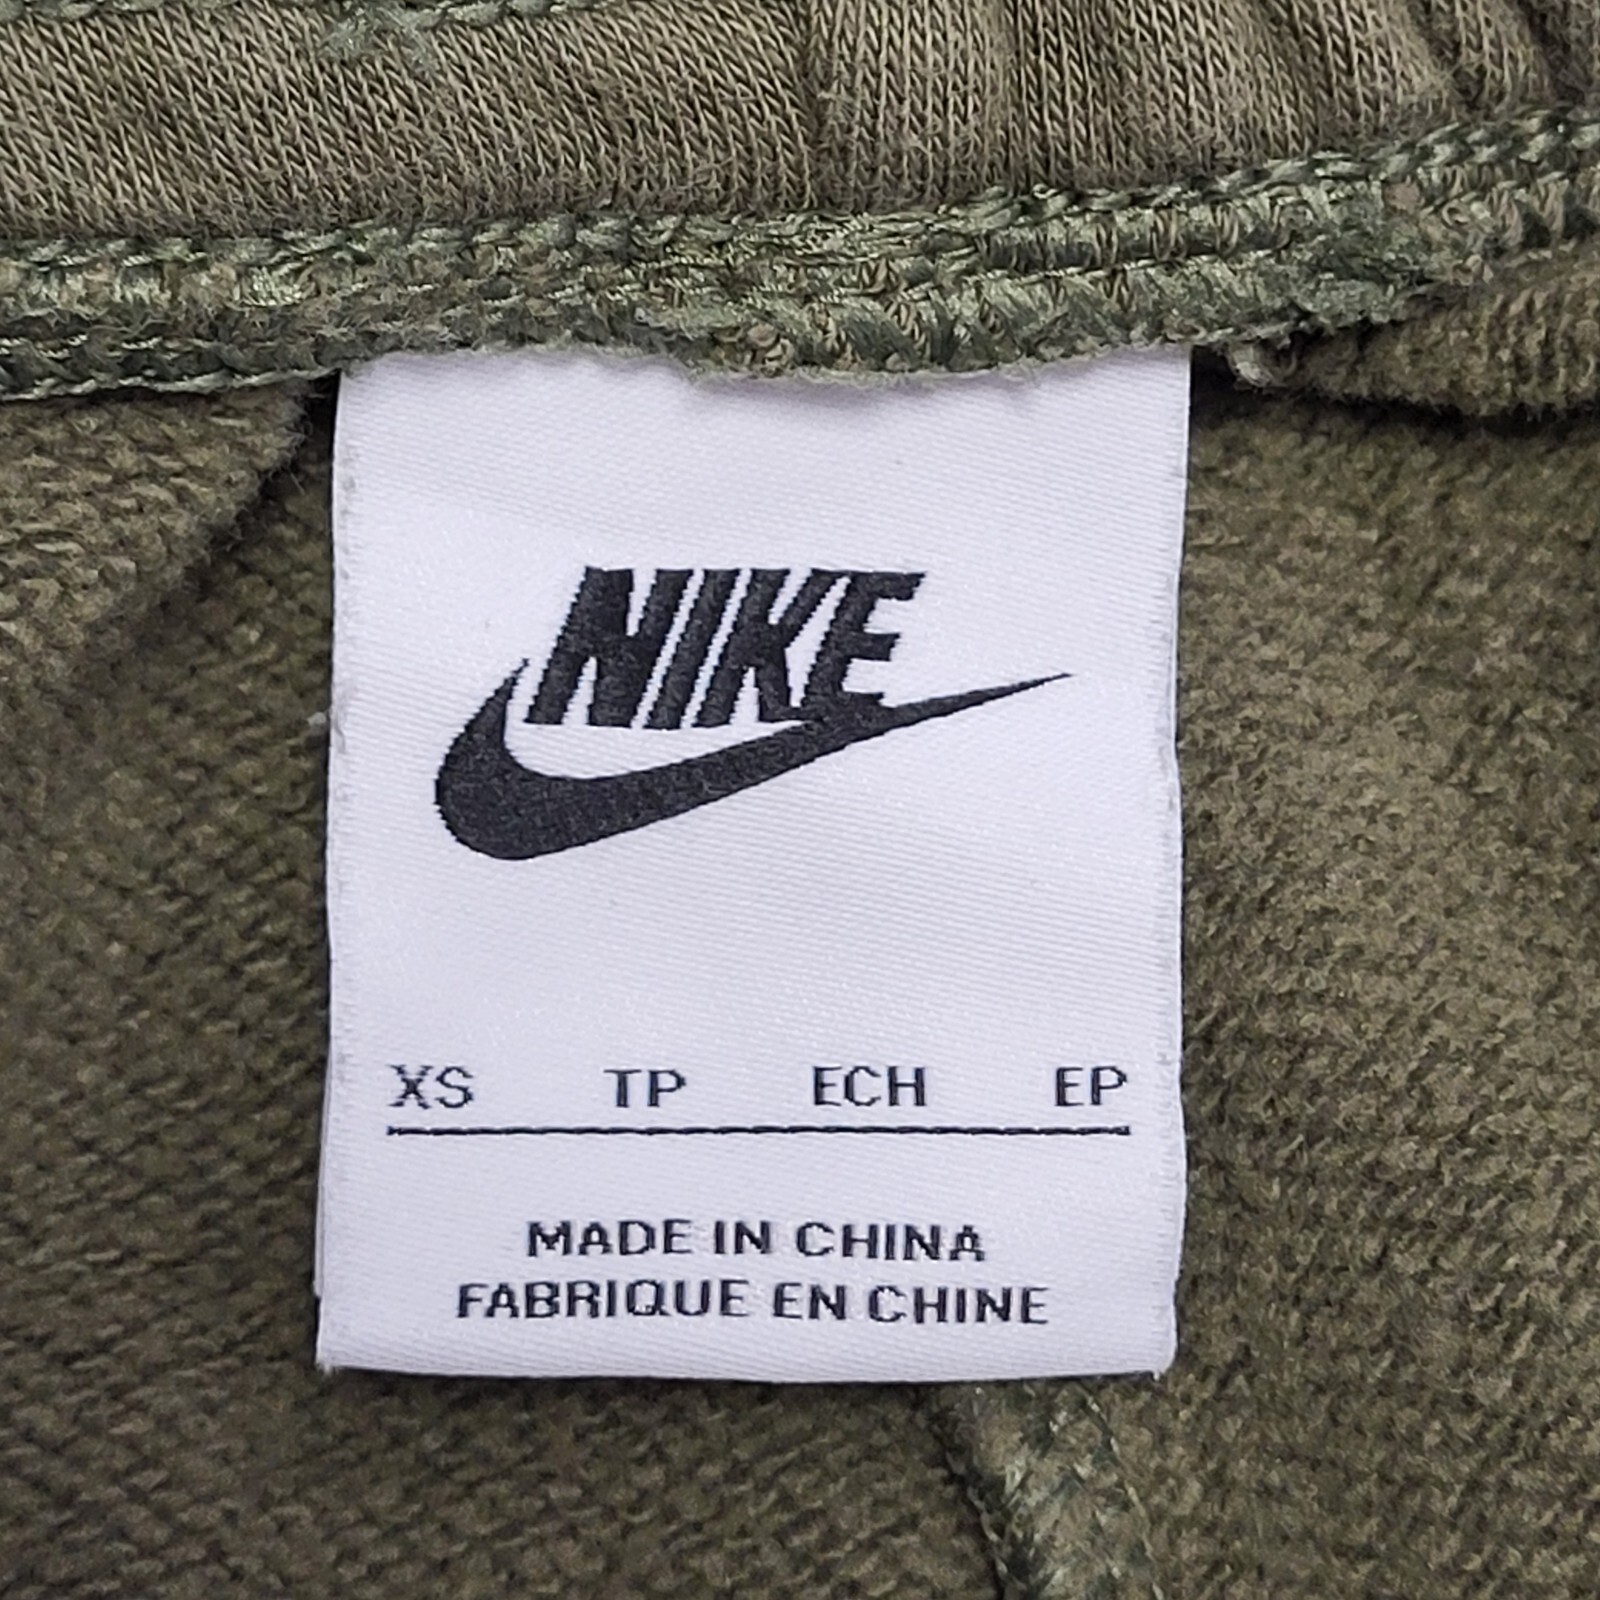 NIKE
XS TP ECH EP
MADE IN CHINA
FABRIQUE EN CHINE